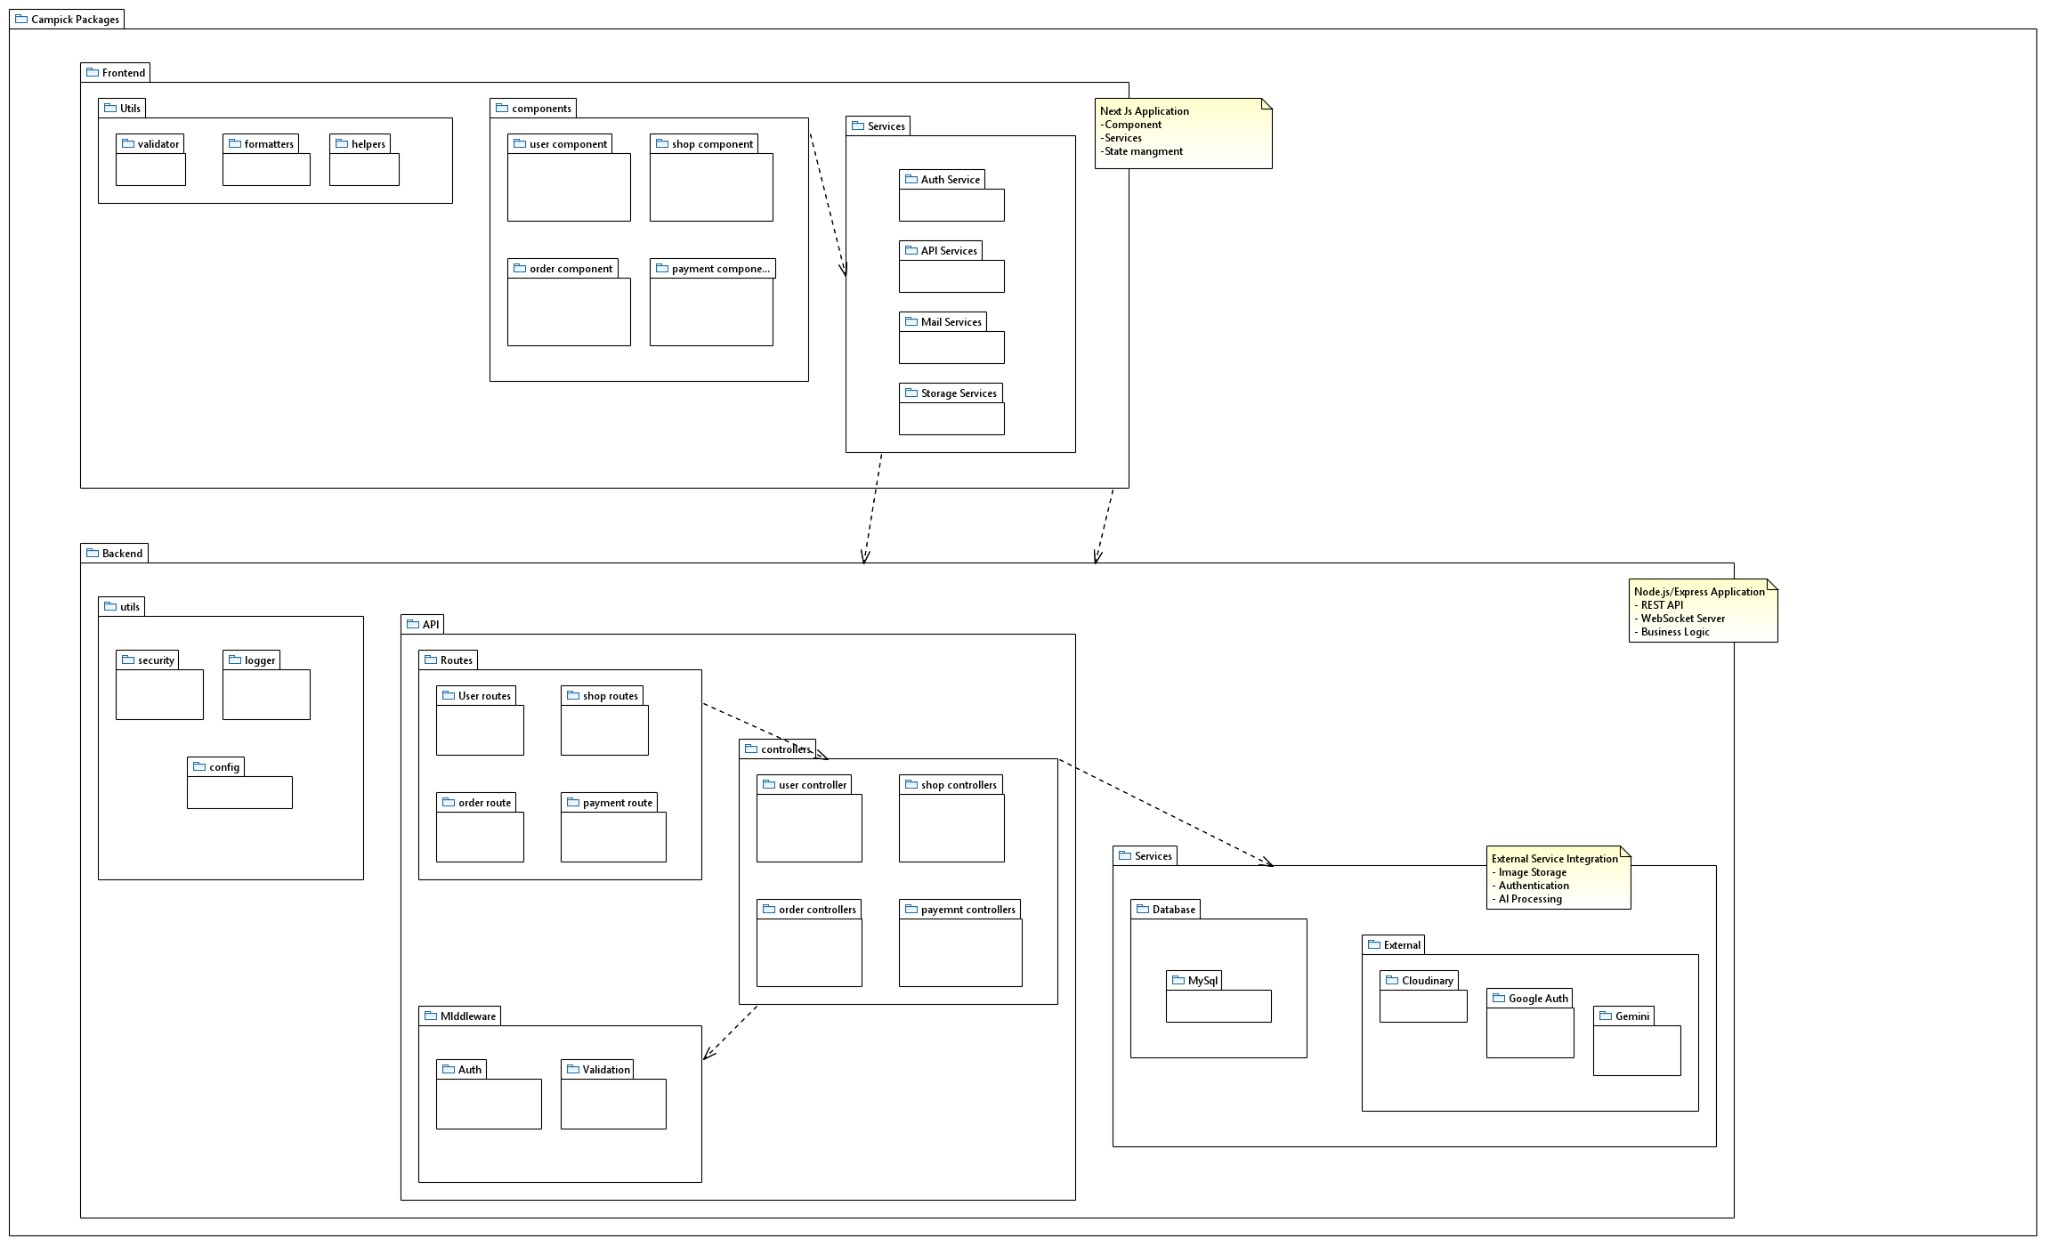 Campick Packages
Frontend
Utils
validator
formatters
helpers
components
user component
shop component
order component
payment compone...
Services
Auth Service
API Services
Mail Services
Storage Services
Next Js Application
-Component
-Services
-State mangment
Backend
Node.js/Express Application
- REST API
- WebSocket Server
- Business Logic
utils
security
logger
config
API
Routes
User routes
shop routes
order route
payment route
controllers
user controller
shop controllers
order controllers
payemnt controllers
MIddleware
Auth
Validation
Services
External Service Integration
- Image Storage
- Authentication
- AI Processing
Database
MySql
External
Cloudinary
Google Auth
Gemini